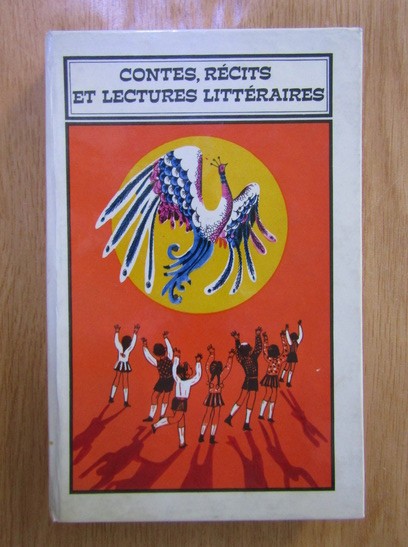 CONTES, RÉCITS
ET LECTURES LITTÉRAIRES